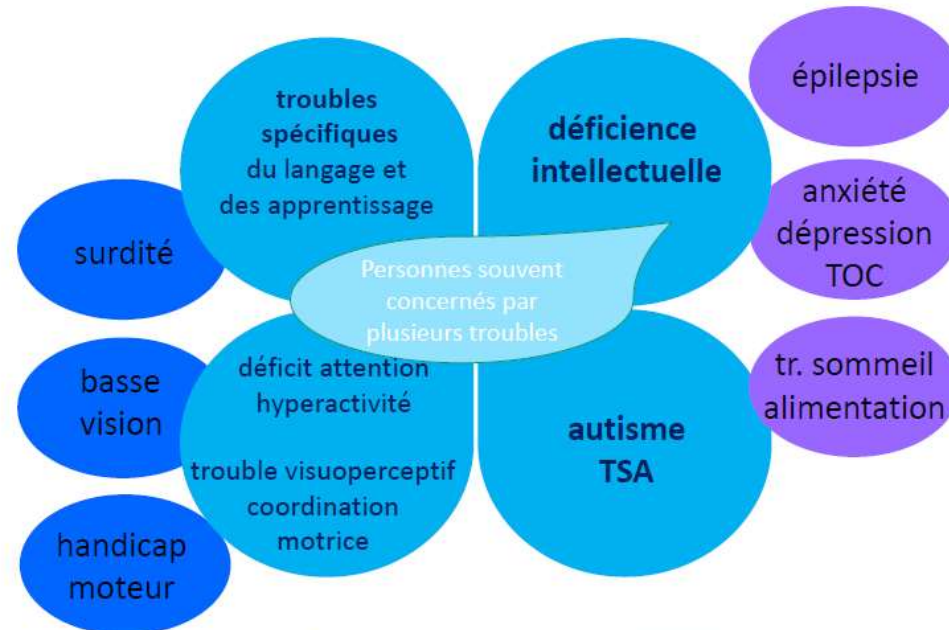 troubles
spécifiques
du langage et
des apprentissage
déficience
intellectuelle
épilepsie
anxiété
dépression
TOC
surdité
Personnes souvent
concernés par
plusieurs troubles
basse
vision
déficit attention
hyperactivité
trouble visuoperceptif
coordination
motrice
autisme
TSA
tr. sommeil
alimentation
handicap
moteur